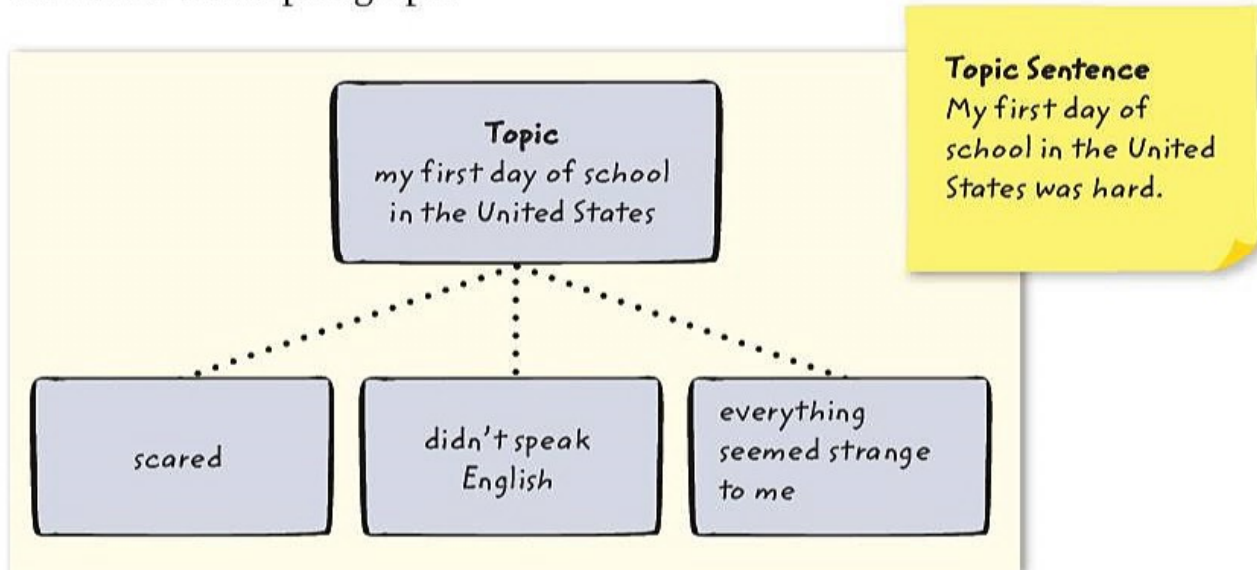 Topic Sentence
My first day of
school in the United
States was hard.
Topic
my first day of school
in the United States
scared
didn't speak
English
everything
seemed strange
to me